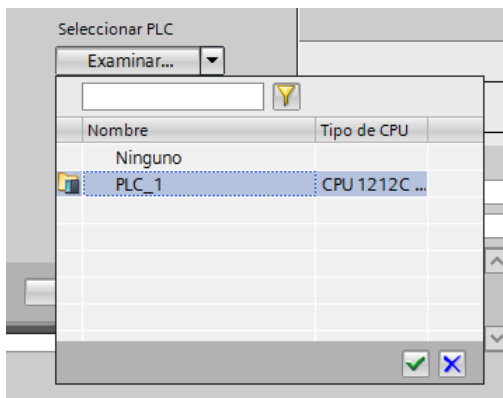 Seleccionar PLC
Examinar...
Nombre Tipo de CPU
Ninguno
PLC_1 CPU 1212C ...